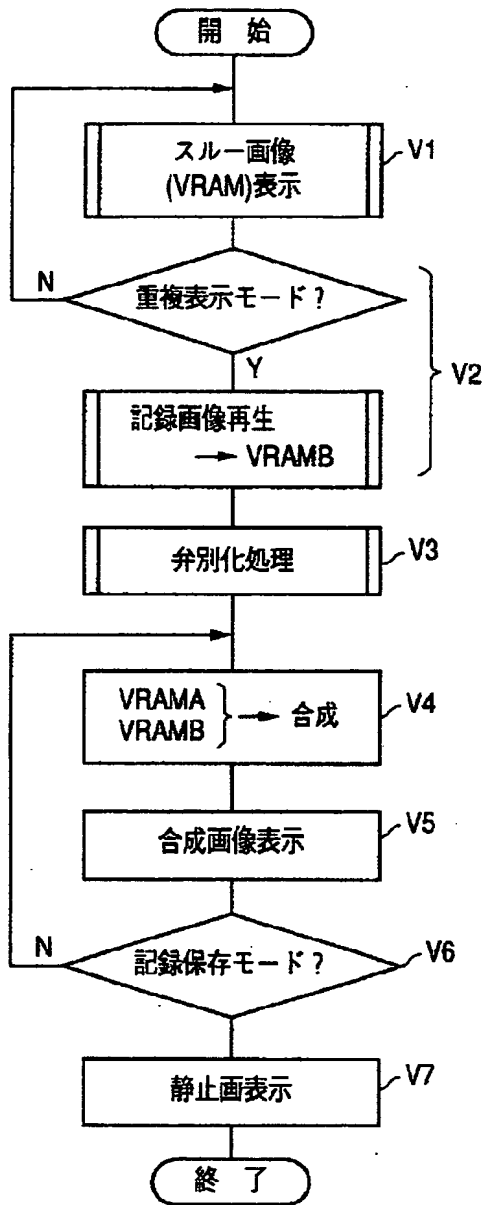 開 始
スルー画像
(VRAM)表示
V1
N
重複表示モード?
Y
V2
記録画像再生
→ VRAMB
弁別化処理
V3
VRAMA
VRAMB
→ 合成
V4
合成画像表示
V5
N
記録保存モード?
V6
静止画表示
V7
終 了